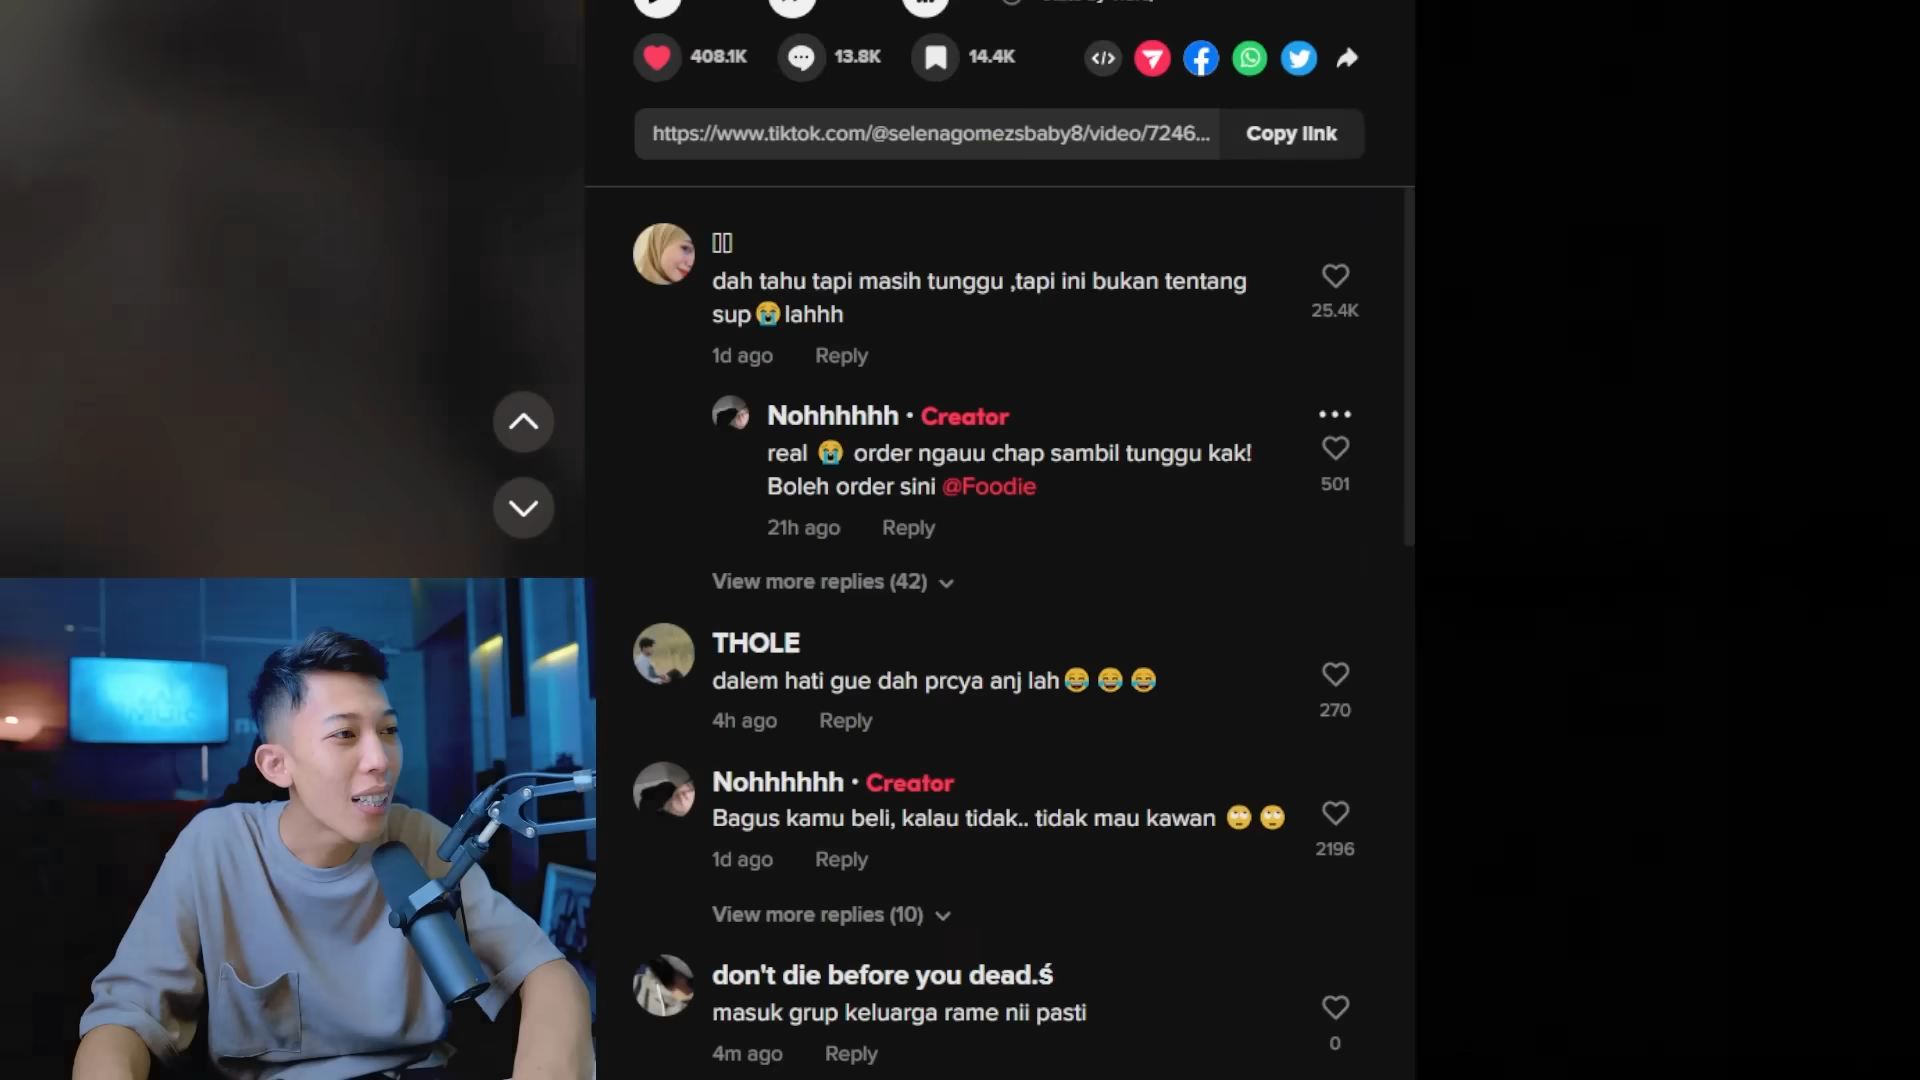 408.1K
13.8K
14.4K
https://www.tiktok.com/@selenagomezsbaby8/video/7246...
Copy link
dah tahu tapi masih tunggu ,tapi ini bukan tentang
sup😭lahhh
25.4K
1d ago Reply
Nohhhhhh · Creator
real 😭 order ngauu chap sambil tunggu kak!
Boleh order sini @Foodie
501
21h ago Reply
View more replies (42)
THOLE
dalem hati gue dah prcya anj lah😂😂😂
270
4h ago Reply
Nohhhhhh · Creator
Bagus kamu beli, kalau tidak.. tidak mau kawan 🙄🙄
2196
1d ago Reply
View more replies (10)
don't die before you dead.ś
masuk grup keluarga rame nii pasti
0
4m ago Reply